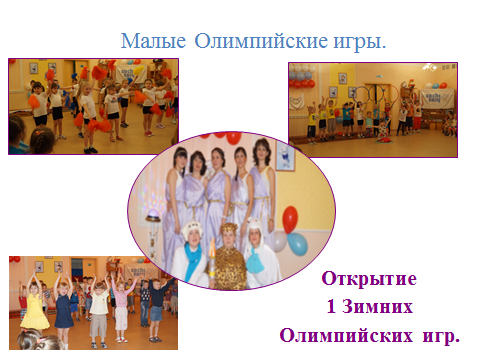 Малые Олимпийские игры.
Открытие
1 Зимних
Олимпийских игр.